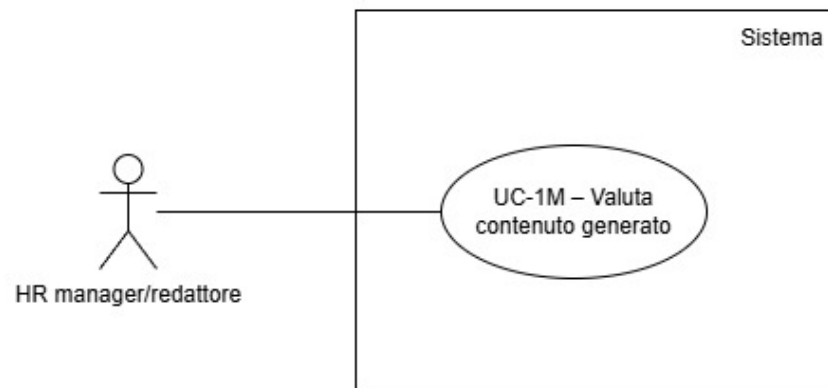 Sistema
UC-1M – Valuta
contenuto generato
HR manager/redattore